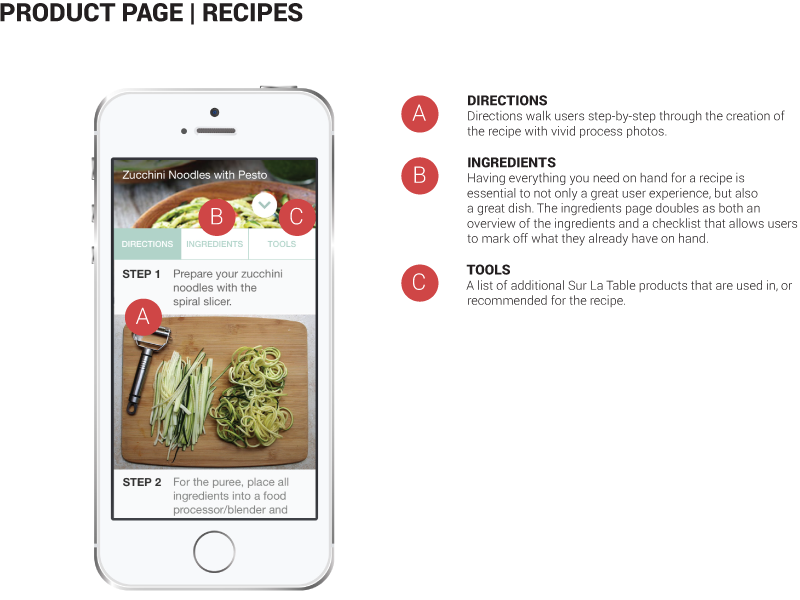 PRODUCT PAGE | RECIPES
Zucchini Noodles with Pesto
B
C
DIRECTIONS
INGREDIENTS
TOOLS
STEP 1
Prepare your zucchini
noodles with the
spiral slicer.
A
STEP 2
For the puree, place all
ingredients into a food
processor/blender and
A
DIRECTIONS
Directions walk users step-by-step through the creation of
the recipe with vivid process photos.
B
INGREDIENTS
Having everything you need on hand for a recipe is
essential to not only a great user experience, but also
a great dish. The ingredients page doubles as both an
overview of the ingredients and a checklist that allows users
to mark off what they already have on hand.
C
TOOLS
A list of additional Sur La Table products that are used in, or
recommended for the recipe.